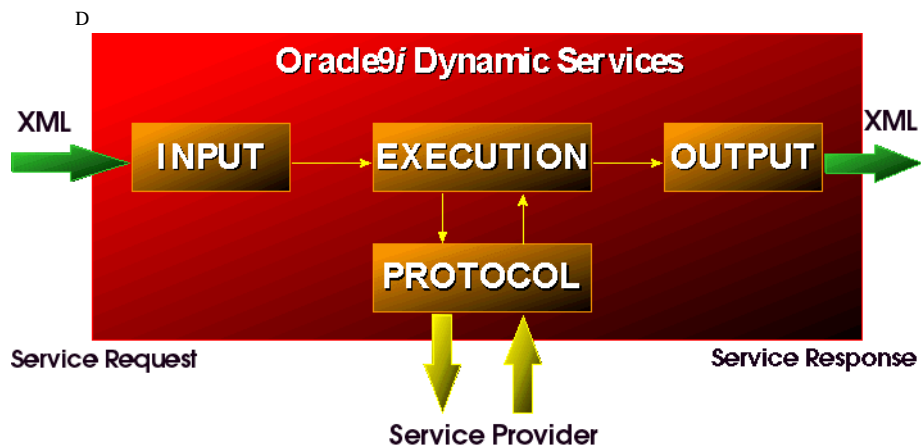 D
Oracle9i Dynamic Services
XML
XML
INPUT
EXECUTION
OUTPUT
PROTOCOL
Service Request
Service Response
Service Provider